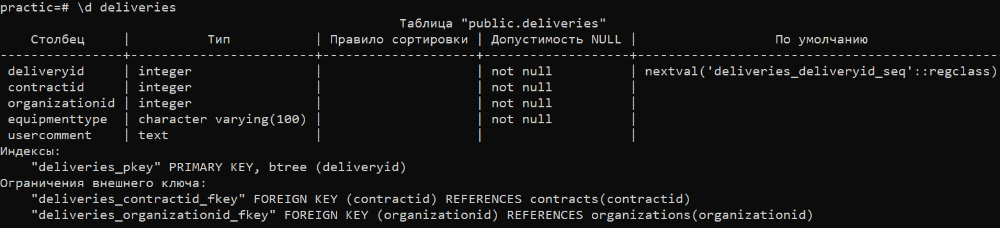 practic=# \d deliveries
                                                     Таблица "public.deliveries"
    Столбец     |          Тип           | Правило сортировки | Допустимость NULL |                  По умолчанию
----------------+------------------------+--------------------+-------------------+-----------------------------------------------
 deliveryid     | integer                |                    | not null          | nextval('deliveries_deliveryid_seq'::regclass)
 contractid     | integer                |                    | not null          |
 organizationid | integer                |                    | not null          |
 equipmenttype  | character varying(100) |                    | not null          |
 usercomment    | text                   |                    |                   |
Индексы:
    "deliveries_pkey" PRIMARY KEY, btree (deliveryid)
Ограничения внешнего ключа:
    "deliveries_contractid_fkey" FOREIGN KEY (contractid) REFERENCES contracts(contractid)
    "deliveries_organizationid_fkey" FOREIGN KEY (organizationid) REFERENCES organizations(organizationid)